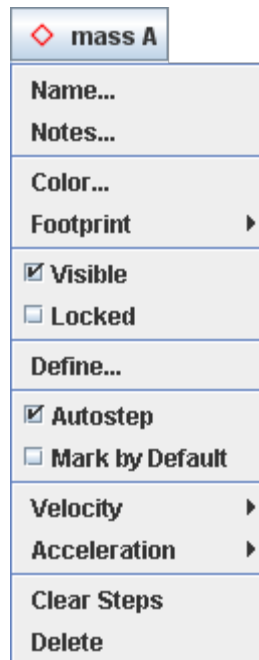 mass A
Name...
Notes...
Color...
Footprint
Visible
Locked
Define...
Autostep
Mark by Default
Velocity
Acceleration
Clear Steps
Delete